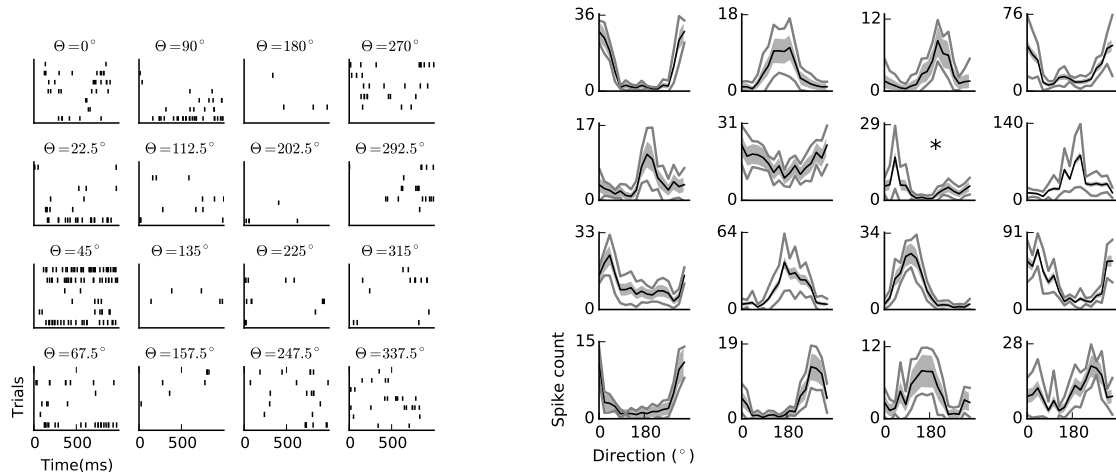 Θ=0° Θ=90° Θ=180° Θ=270°
Θ=22.5° Θ=112.5° Θ=202.5° Θ=292.5°
Θ=45° Θ=135° Θ=225° Θ=315°
Θ=67.5° Θ=157.5° Θ=247.5° Θ=337.5°
Trials
0 500 0 500 0 500 0 500
Time(ms)
36 18 12 76
0 0 0 0
17 31 29 140
*
0 0 0 0
33 64 34 91
0 0 0 0
15 19 12 28
0 0 0 0
Spike count
0 180 0 180 0 180 0 180
Direction (°)